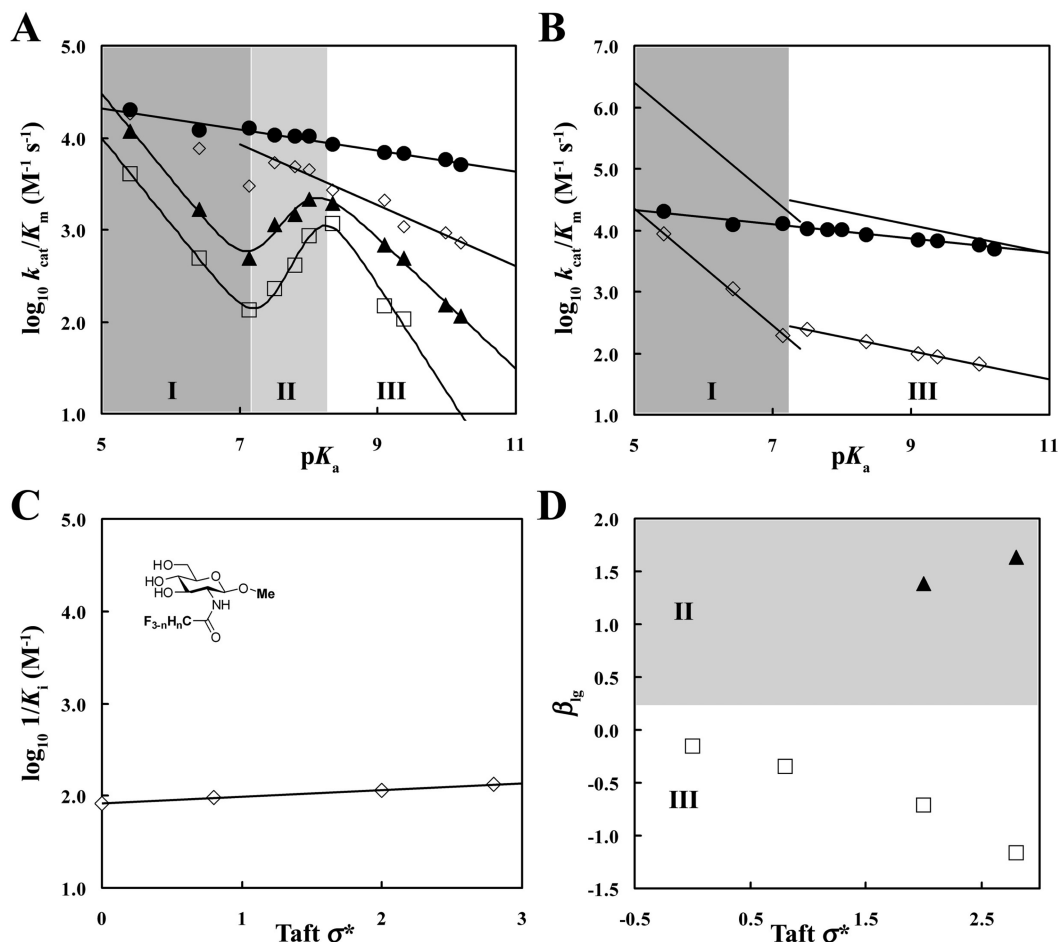 A
5.0
4.0
3.0
2.0
1.0
log₁₀ kcat/Km (M⁻¹ s⁻¹)
I
II
III
5
7
9
11
pKa
B
7.0
6.0
5.0
4.0
3.0
2.0
1.0
log₁₀ kcat/Km (M⁻¹ s⁻¹)
I
III
5
7
9
11
pKa
C
5.0
4.0
3.0
2.0
1.0
log₁₀ 1/Ki (M⁻¹)
HO
O
HO
HO
O
Me
NH
F3-nHnC
O
0
1
2
3
Taft σ*
D
2.0
1.5
1.0
0.5
0.0
-0.5
-1.0
-1.5
βlg
II
III
-0.5
0.5
1.5
2.5
Taft σ*